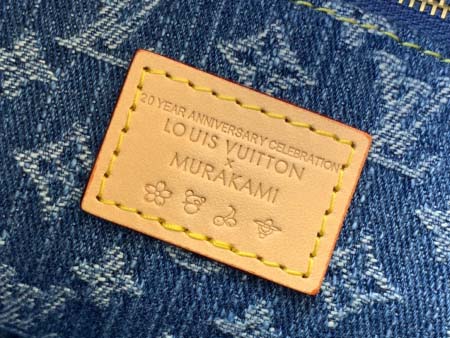 20 YEAR ANNIVERSARY CELEBRATION
LOUIS VUITTON
×
MURAKAMI